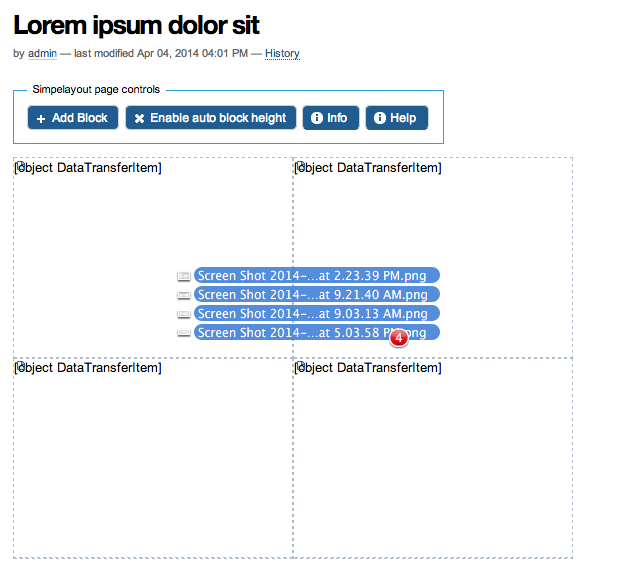 Lorem ipsum dolor sit
by admin — last modified Apr 04, 2014 04:01 PM — History
Simpelayout page controls
+ Add Block ✖ Enable auto block height Info Help
[object DataTransferItem] [object DataTransferItem]
Screen Shot 2014-...at 2.23.39 PM.png
Screen Shot 2014-...at 9.21.40 AM.png
Screen Shot 2014-...at 9.03.13 AM.png
Screen Shot 2014-...at 5.03.58 PM.png
4
[object DataTransferItem] [object DataTransferItem]